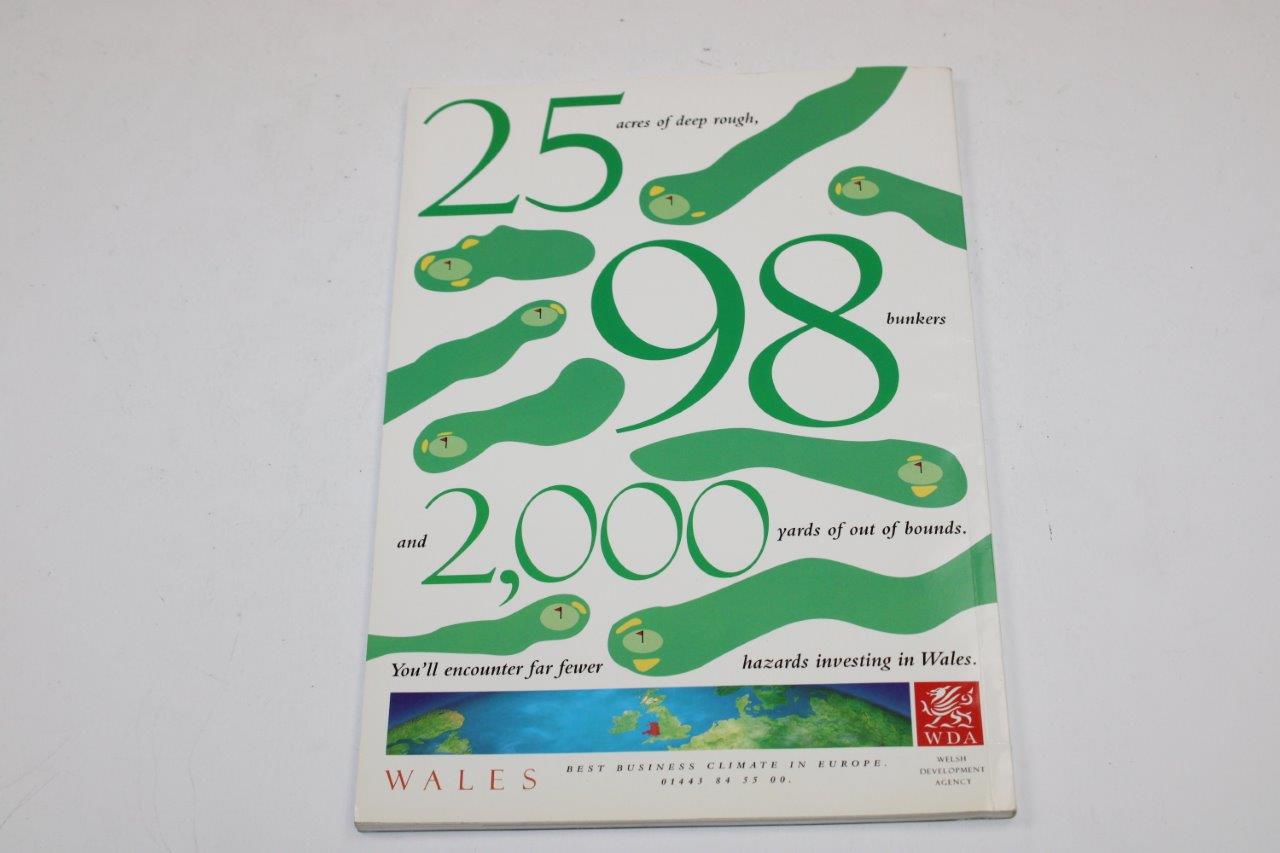 25 acres of deep rough,
98 bunkers
and 2,000 yards of out of bounds.
You'll encounter far fewer hazards investing in Wales.
WDA
WALES
BEST BUSINESS CLIMATE IN EUROPE.
01443 84 55 00.
WELSH
DEVELOPMENT
AGENCY